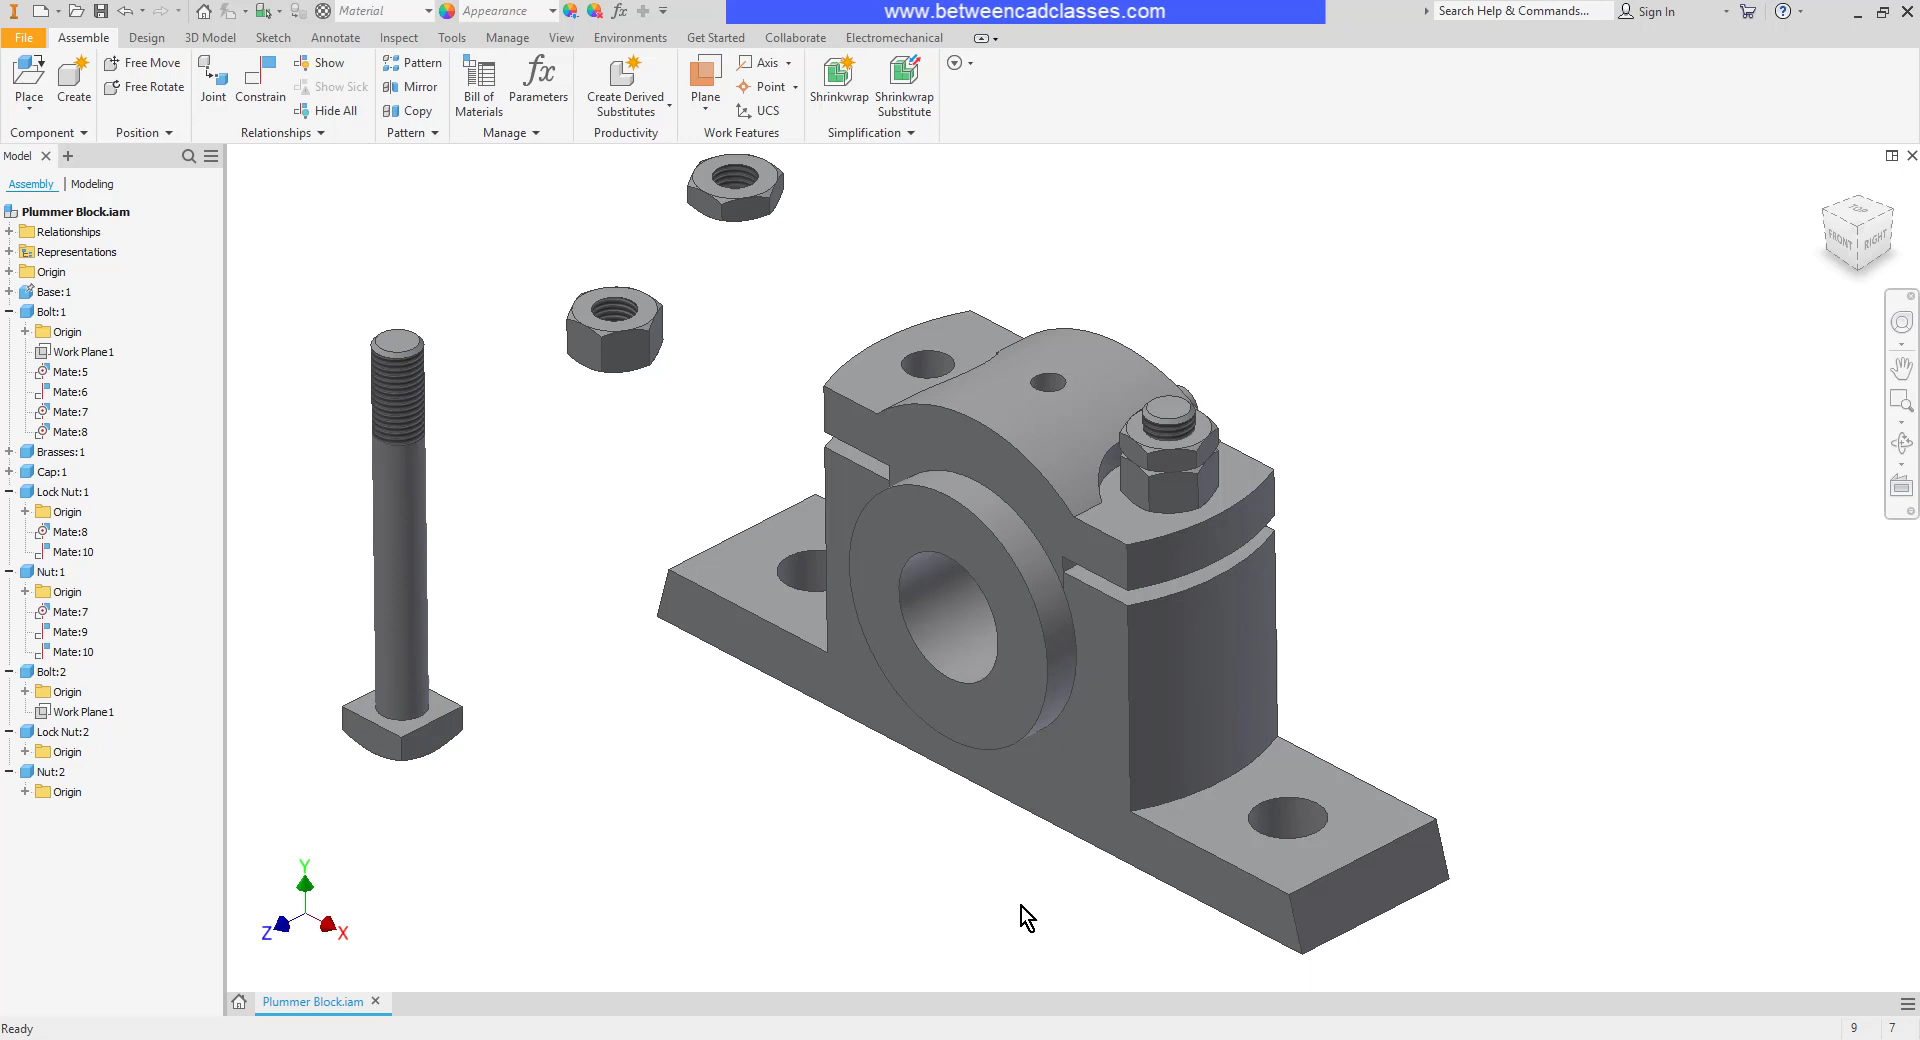 Material
Appearance
fx
www.betweencadclasses.com
Search Help & Commands...
Sign In
File
Assemble
Design
3D Model
Sketch
Annotate
Inspect
Tools
Manage
View
Environments
Get Started
Collaborate
Electromechanical
Place
Create
Free Move
Free Rotate
Joint
Constrain
Show
Show Sick
Hide All
Pattern
Mirror
Copy
Bill of
Materials
fx
Parameters
Create Derived
Substitutes
Plane
Axis
Point
UCS
Shrinkwrap
Shrinkwrap
Substitute
Component
Position
Relationships
Pattern
Manage
Productivity
Work Features
Simplification
Model
Assembly
Modeling
Plummer Block.iam
Relationships
Representations
Origin
Base:1
Bolt:1
Origin
Work Plane1
Mate:5
Mate:6
Mate:7
Mate:8
Brasses:1
Cap:1
Lock Nut:1
Origin
Mate:8
Mate:10
Nut:1
Origin
Mate:7
Mate:9
Mate:10
Bolt:2
Origin
Work Plane1
Lock Nut:2
Origin
Nut:2
Origin
TOP
FRONT
RIGHT
Y
Z
X
Plummer Block.iam
Ready
9
7